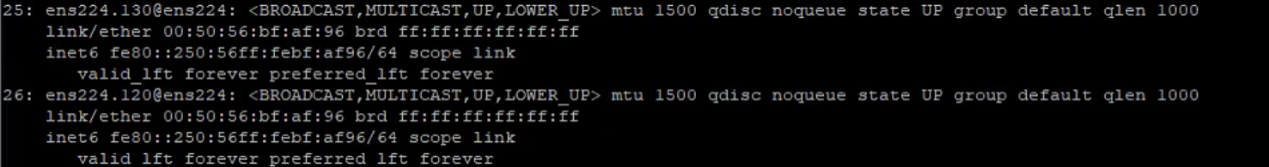 25: ens224.130@ens224: <BROADCAST,MULTICAST,UP,LOWER_UP> mtu 1500 qdisc noqueue state UP group default qlen 1000
    link/ether 00:50:56:bf:af:96 brd ff:ff:ff:ff:ff:ff
    inet6 fe80::250:56ff:febf:af96/64 scope link
       valid_lft forever preferred_lft forever
26: ens224.120@ens224: <BROADCAST,MULTICAST,UP,LOWER_UP> mtu 1500 qdisc noqueue state UP group default qlen 1000
    link/ether 00:50:56:bf:af:96 brd ff:ff:ff:ff:ff:ff
    inet6 fe80::250:56ff:febf:af96/64 scope link
       valid_lft forever preferred_lft forever